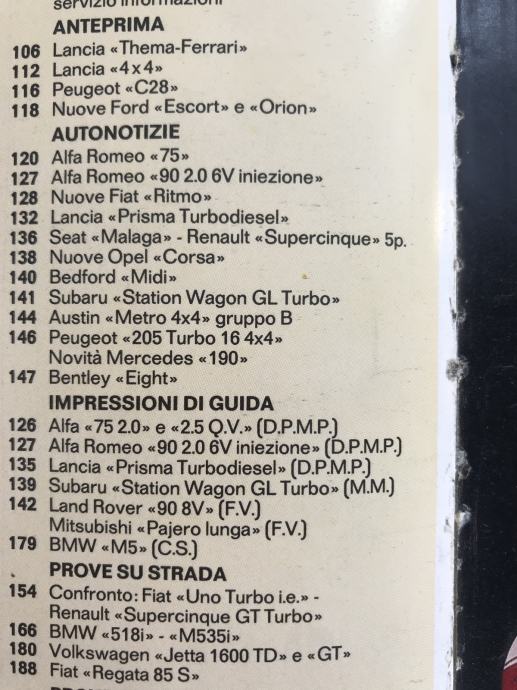 servizio informazioni
ANTEPRIMA
106 Lancia «Thema-Ferrari»
112 Lancia «4x4»
116 Peugeot «C28»
118 Nuove Ford «Escort» e «Orion»
AUTONOTIZIE
120 Alfa Romeo «75»
127 Alfa Romeo «90 2.0 6V iniezione»
128 Nuove Fiat «Ritmo»
132 Lancia «Prisma Turbodiesel»
136 Seat «Malaga» - Renault «Supercinque» 5p.
138 Nuove Opel «Corsa»
140 Bedford «Midi»
141 Subaru «Station Wagon GL Turbo»
144 Austin «Metro 4x4» gruppo B
146 Peugeot «205 Turbo 16 4x4»
Novità Mercedes «190»
147 Bentley «Eight»
IMPRESSIONI DI GUIDA
126 Alfa «75 2.0» e «2.5 Q.V.» (D.P.M.P.)
127 Alfa Romeo «90 2.0 6V iniezione» (D.P.M.P.)
135 Lancia «Prisma Turbodiesel» (D.P.M.P.)
139 Subaru «Station Wagon GL Turbo» (M.M.)
142 Land Rover «90 8V» (F.V.)
Mitsubishi «Pajero lunga» (F.V.)
179 BMW «M5» (C.S.)
PROVE SU STRADA
154 Confronto: Fiat «Uno Turbo i.e.» -
Renault «Supercinque GT Turbo»
166 BMW «518i» - «M535i»
180 Volkswagen «Jetta 1600 TD» e «GT»
188 Fiat «Regata 85 S»